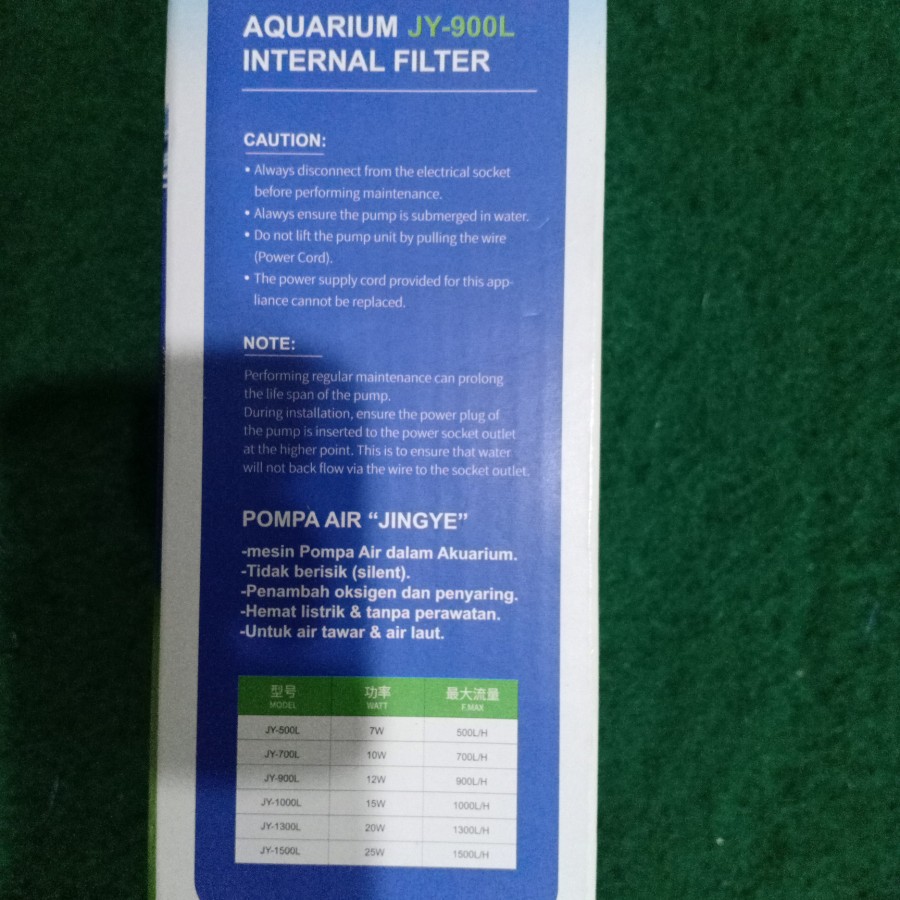 AQUARIUM JY-900L
INTERNAL FILTER
CAUTION:
• Always disconnect from the electrical socket
before performing maintenance.
• Alawys ensure the pump is submerged in water.
• Do not lift the pump unit by pulling the wire
(Power Cord).
• The power supply cord provided for this app-
liance cannot be replaced.
NOTE:
Performing regular maintenance can prolong
the life span of the pump.
During installation, ensure the power plug of
the pump is inserted to the power socket outlet
at the higher point. This is to ensure that water
will not back flow via the wire to the socket outlet.
POMPA AIR “JINGYE”
-mesin Pompa Air dalam Akuarium.
-Tidak berisik (silent).
-Penambah oksigen dan penyaring.
-Hemat listrik & tanpa perawatan.
-Untuk air tawar & air laut.
型号 功率 最大流量
MODEL WATT F.MAX
JY-500L 7W 500L/H
JY-700L 10W 700L/H
JY-900L 12W 900L/H
JY-1000L 15W 1000L/H
JY-1300L 20W 1300L/H
JY-1500L 25W 1500L/H